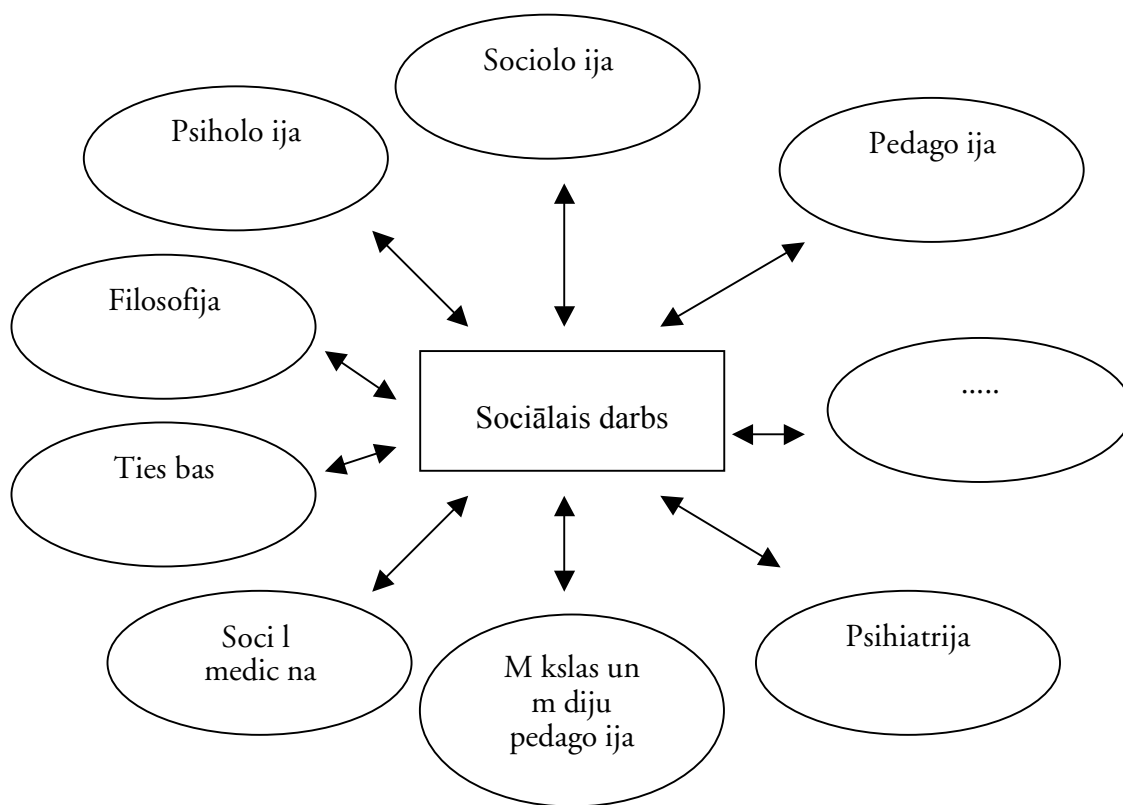 Sociolo ija
Psiholo ija
Pedago ija
Filosofija
.....
Sociālais darbs
Ties bas
Soci l
medic na
M kslas un
m diju
pedago ija
Psihiatrija